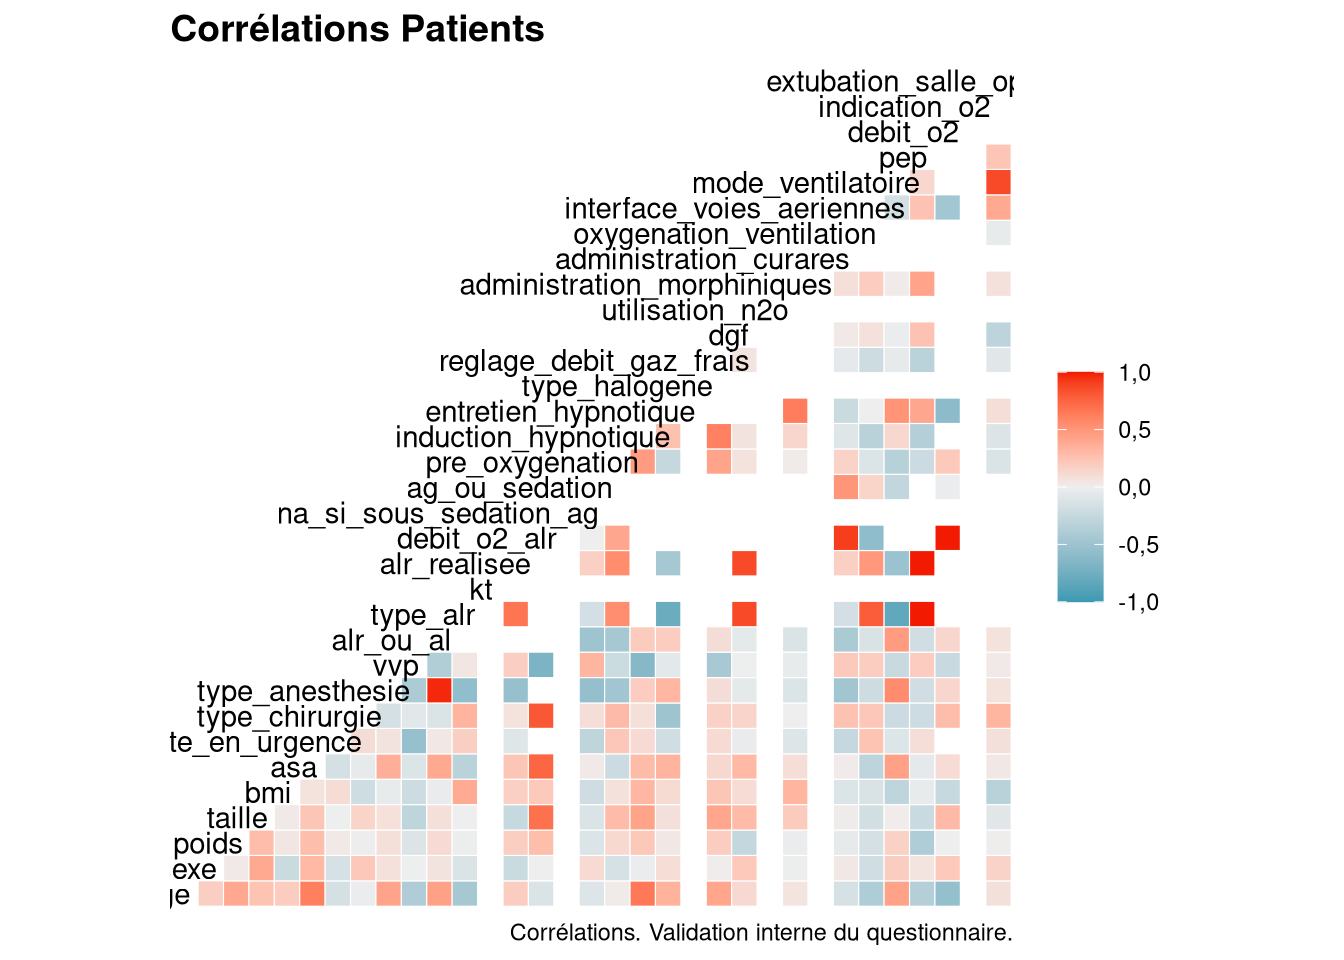 Corrélations Patients
extubation_salle_op
indication_o2
debit_o2
pep
mode_ventilatoire
interface_voies_aeriennes
oxygenation_ventilation
administration_curares
administration_morphiniques
utilisation_n2o
dgf
reglage_debit_gaz_frais
type_halogene
entretien_hypnotique
induction_hypnotique
pre_oxygenation
ag_ou_sedation
na_si_sous_sedation_ag
debit_o2_alr
alr_realisee
kt
type_alr
alr_ou_al
vvp
type_anesthesie
type_chirurgie
te_en_urgence
asa
bmi
taille
poids
exe
ge
1,0
0,5
0,0
-0,5
-1,0
Corrélations. Validation interne du questionnaire.